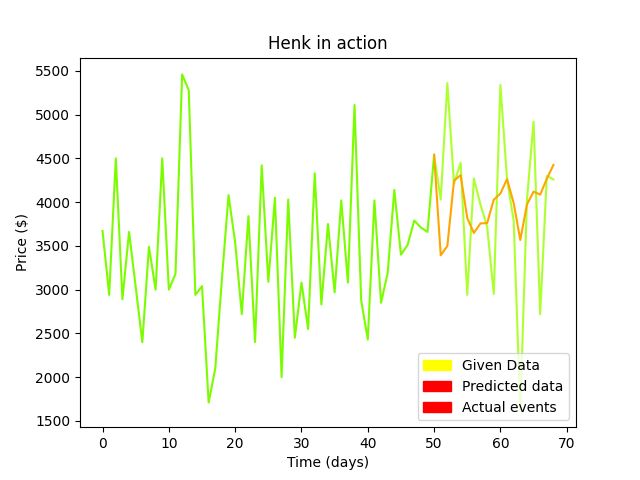 Henk in action
Price ($)
5500
5000
4500
4000
3500
3000
2500
2000
1500
Given Data
Predicted data
Actual events
0 10 20 30 40 50 60 70
Time (days)